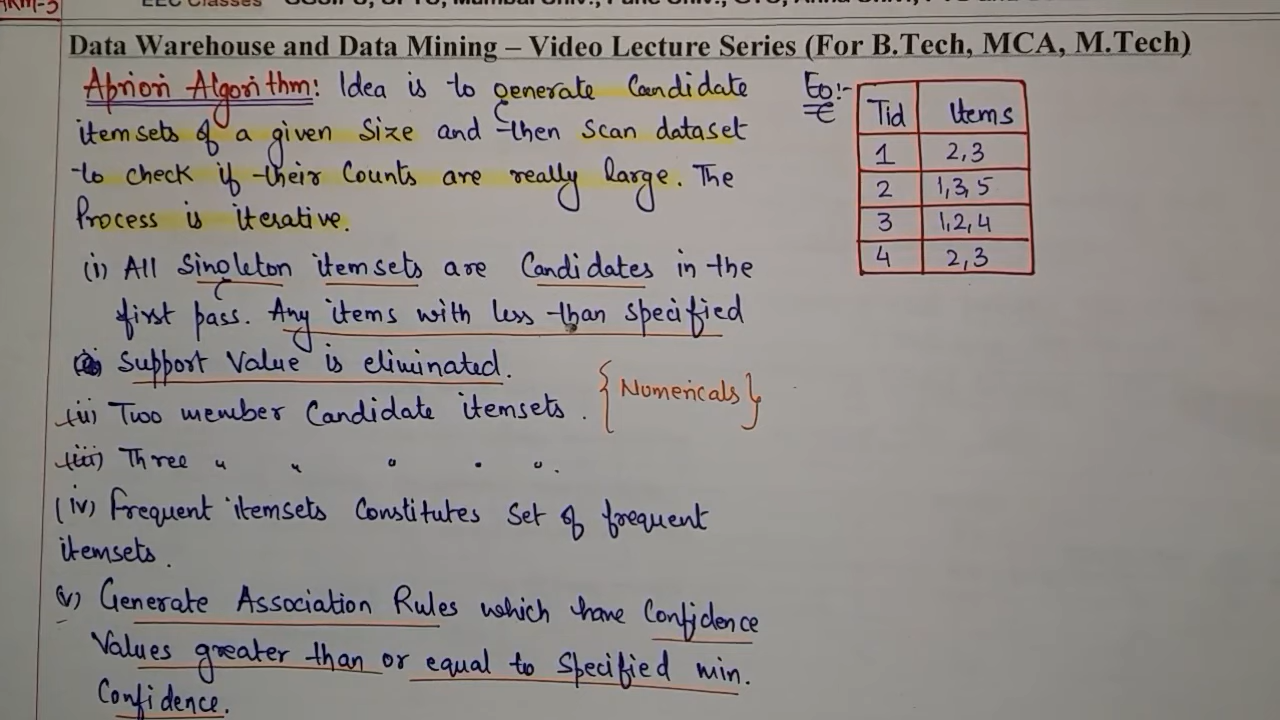 EEC Classes
Data Warehouse and Data Mining – Video Lecture Series (For B.Tech, MCA, M.Tech)
Apriori Algorithm: Idea is to generate Candidate
itemsets of a given size and then scan dataset
to check if their Counts are really large. The
Process is iterative.
(i) All Singleton itemsets are Candidates in the
first pass. Any items with less than specified
Support Value is eliminated.
(ii) Two member Candidate itemsets.
{Numericals}
(iii) Three " " " " ".
(iv) Frequent itemsets Constitutes Set of frequent
itemsets.
(v) Generate Association Rules which have Confidence
Values greater than or equal to Specified min.
Confidence.
Eg:-
Tid Items
1 2,3
2 1,3,5
3 1,2,4
4 2,3